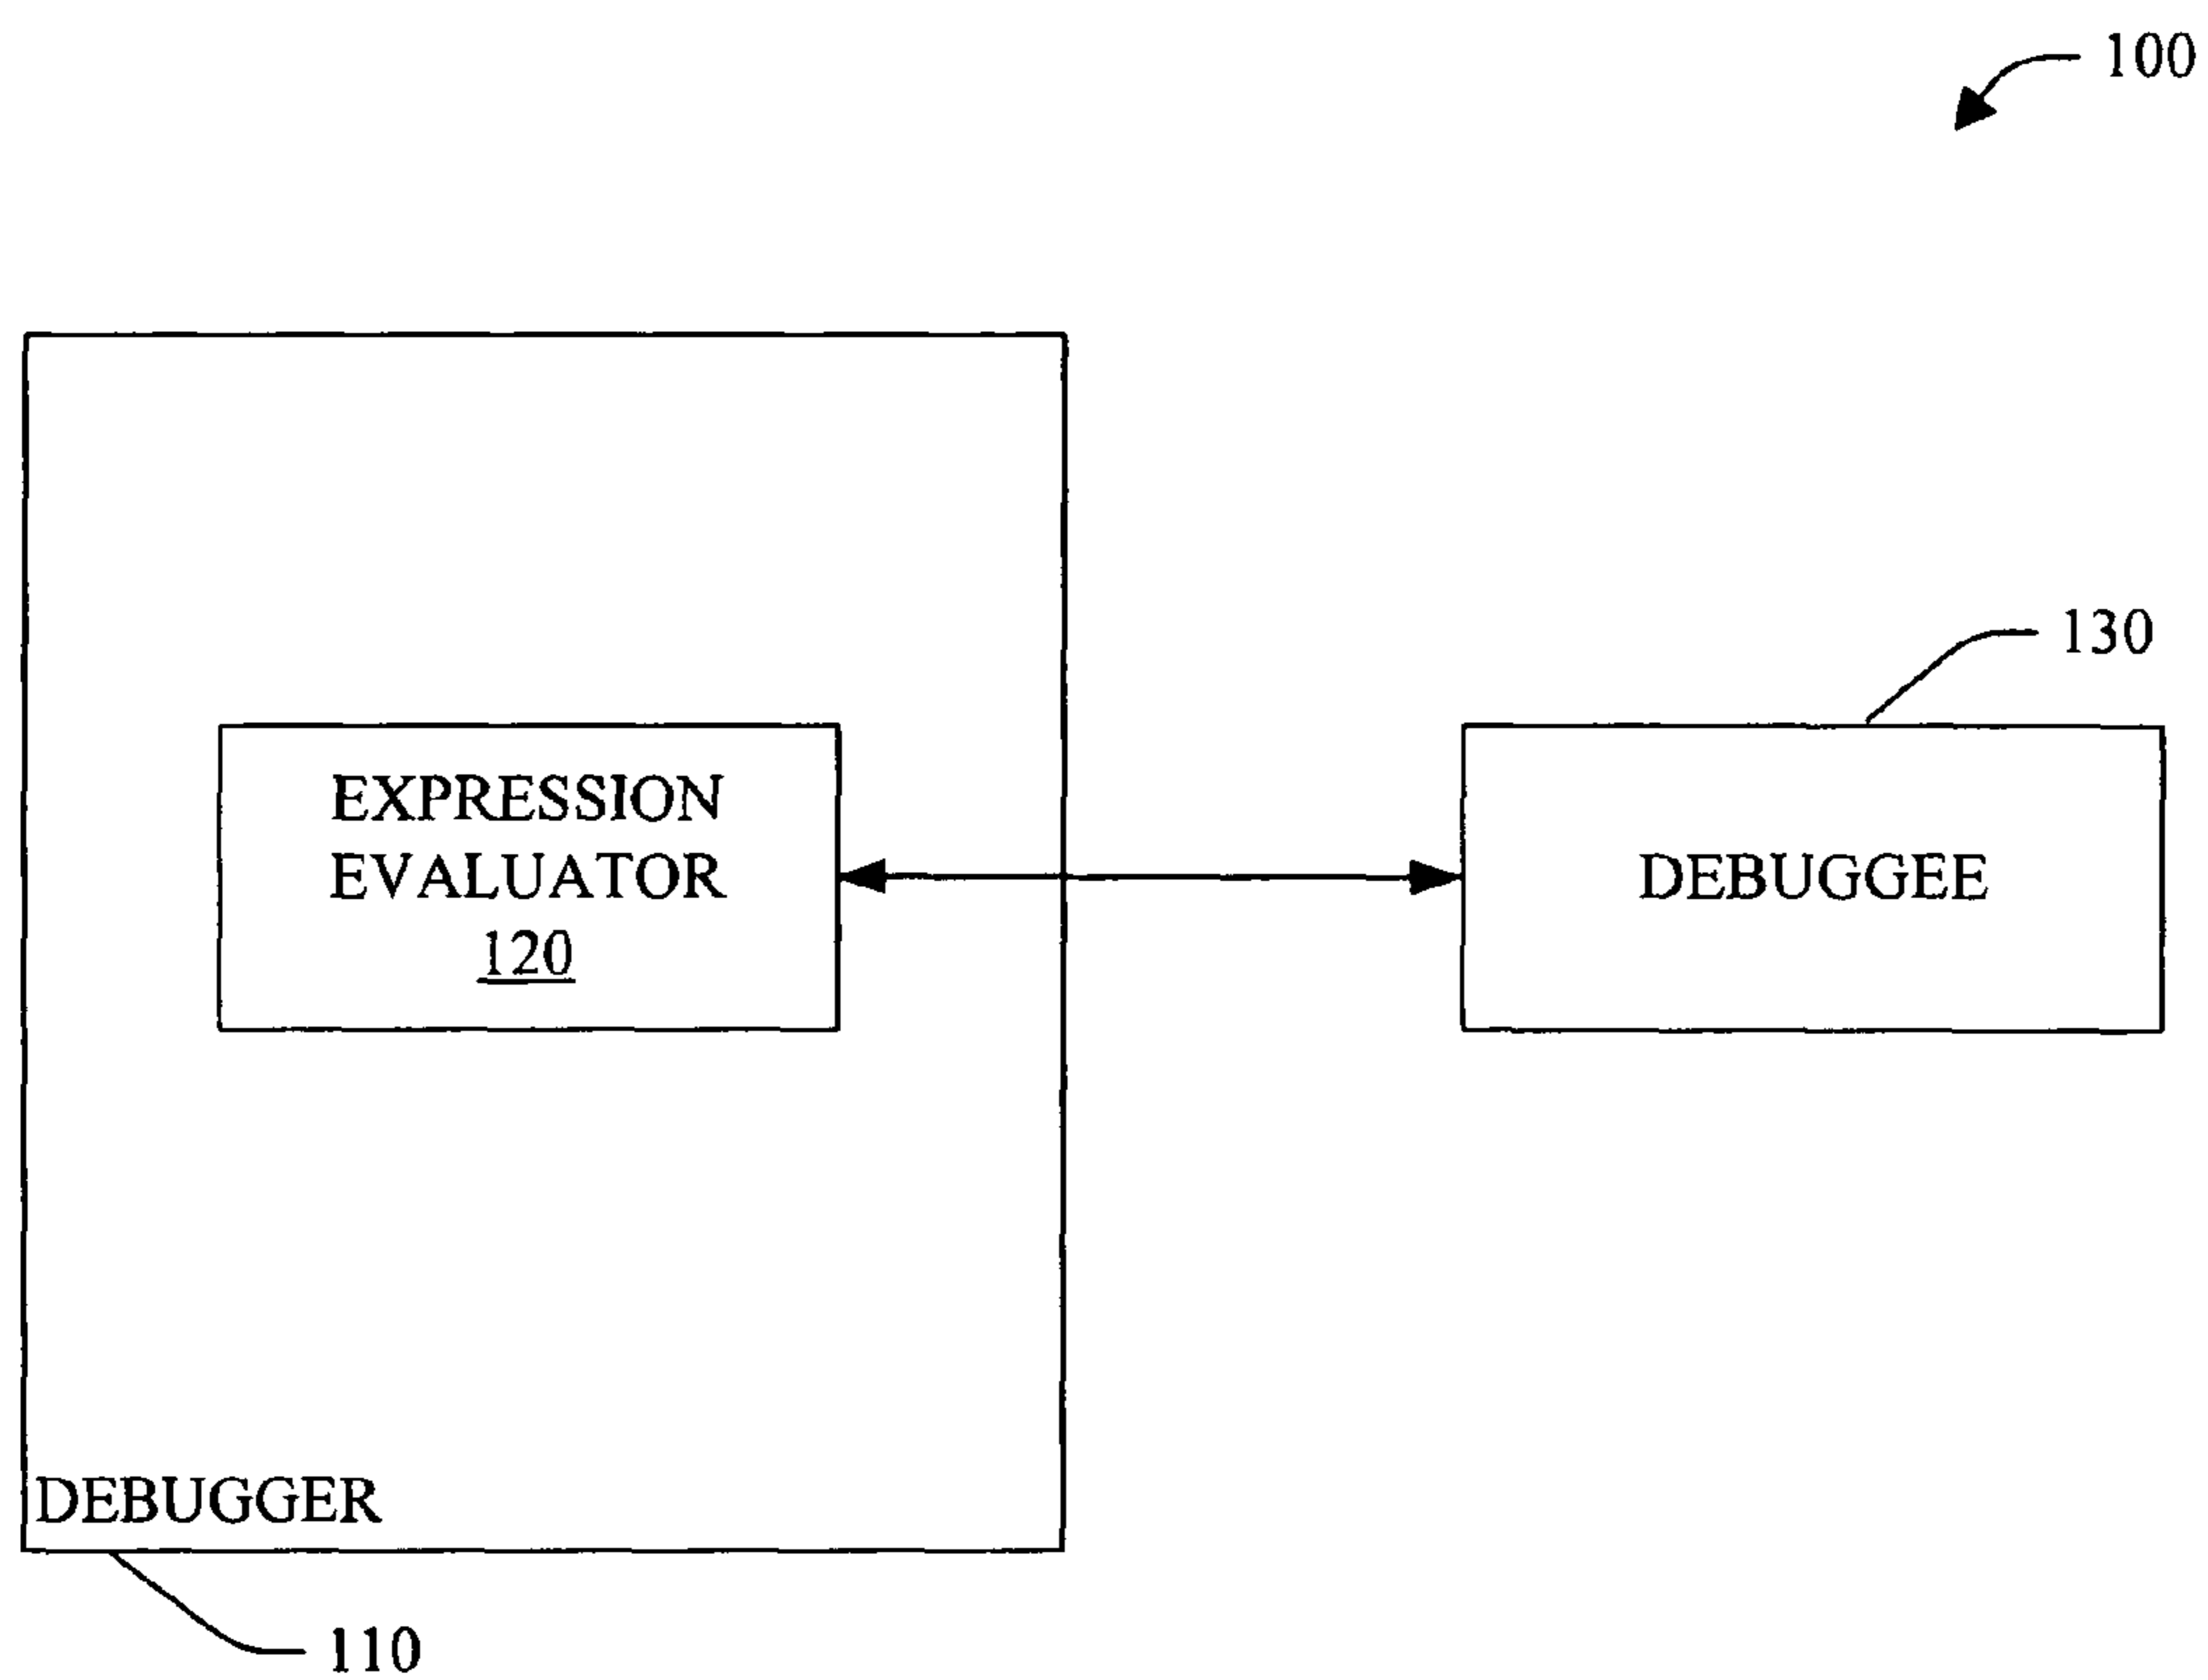 100
130
EXPRESSION
EVALUATOR
120
DEBUGGEE
DEBUGGER
110